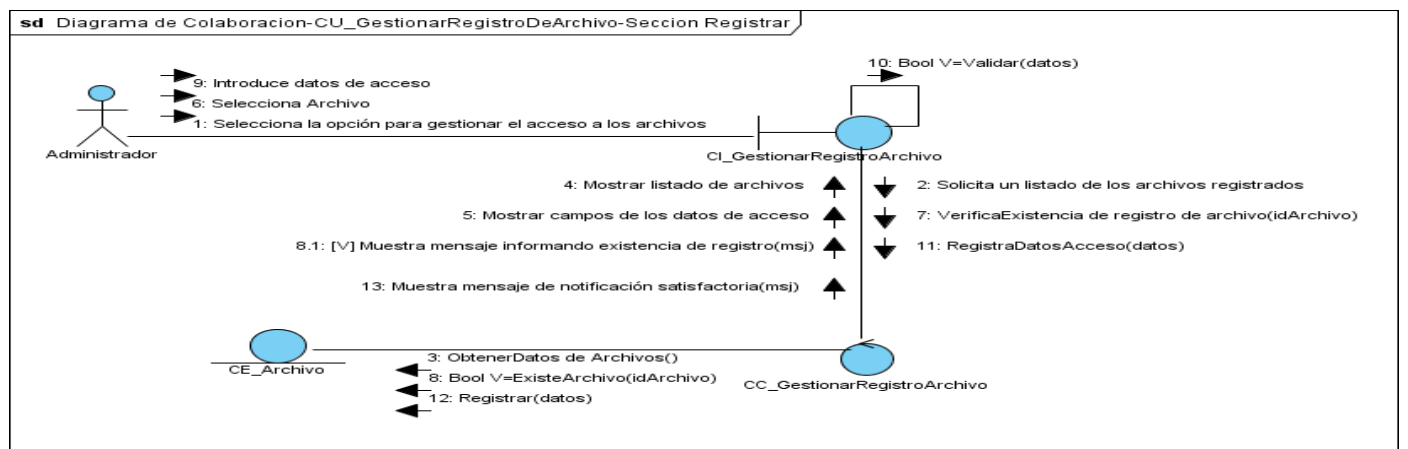 sd Diagrama de Colaboracion-CU_GestionarRegistroDeArchivo-Seccion Registrar
10: Bool V=Validar(datos)
9: Introduce datos de acceso
6: Selecciona Archivo
1: Selecciona la opción para gestionar el acceso a los archivos
Administrador
CI_GestionarRegistroArchivo
4: Mostrar listado de archivos
2: Solicita un listado de los archivos registrados
5: Mostrar campos de los datos de acceso
7: VerificaExistencia de registro de archivo(idArchivo)
8.1: [V] Muestra mensaje informando existencia de registro(msj)
11: RegistraDatosAcceso(datos)
13: Muestra mensaje de notificación satisfactoria(msj)
3: ObtenerDatos de Archivos()
CE_Archivo
8: Bool V=ExisteArchivo(idArchivo)
CC_GestionarRegistroArchivo
12: Registrar(datos)